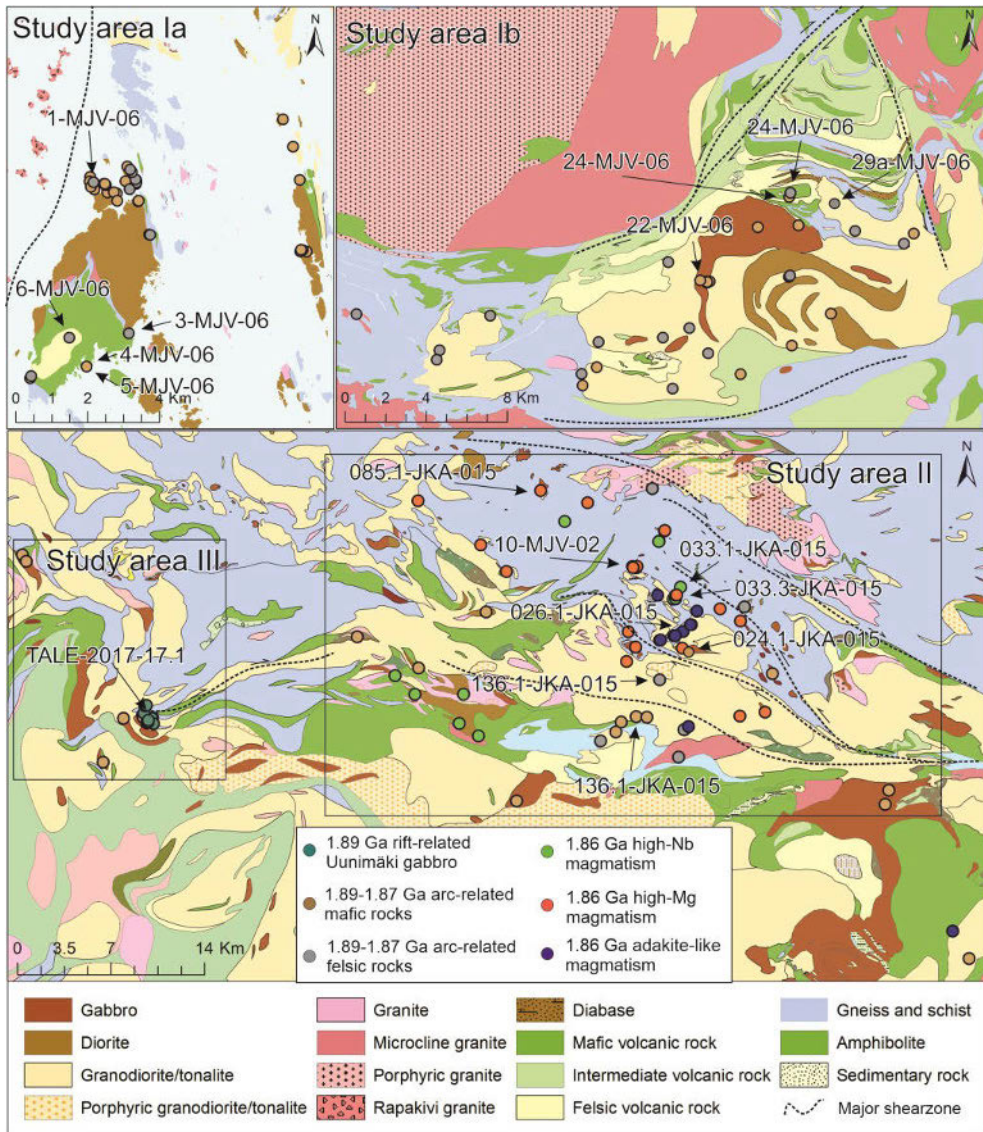 Study area Ia
N
1-MJV-06
6-MJV-06
3-MJV-06
4-MJV-06
5-MJV-06
0 2 4 Km
Study area Ib
N
24-MJV-06
24-MJV-06
29a-MJV-06
22-MJV-06
0 4 8 Km
N
085.1-JKA-015
Study area II
10-MJV-02
033.1-JKA-015
Study area III
033.3-JKA-015
026.1-JKA-015
024.1-JKA-015
TALE-2017-17.1
136.1-JKA-015
136.1-JKA-015
0 3.5 7 14 Km
1.89 Ga rift-related
Uunimäki gabbro
1.89-1.87 Ga arc-related
mafic rocks
1.89-1.87 Ga arc-related
felsic rocks
1.86 Ga high-Nb
magmatism
1.86 Ga high-Mg
magmatism
1.86 Ga adakite-like
magmatism
Gabbro
Diorite
Granodiorite/tonalite
Porphyric granodiorite/tonalite
Granite
Microcline granite
Porphyric granite
Rapakivi granite
Diabase
Mafic volcanic rock
Intermediate volcanic rock
Felsic volcanic rock
Gneiss and schist
Amphibolite
Sedimentary rock
Major shearzone